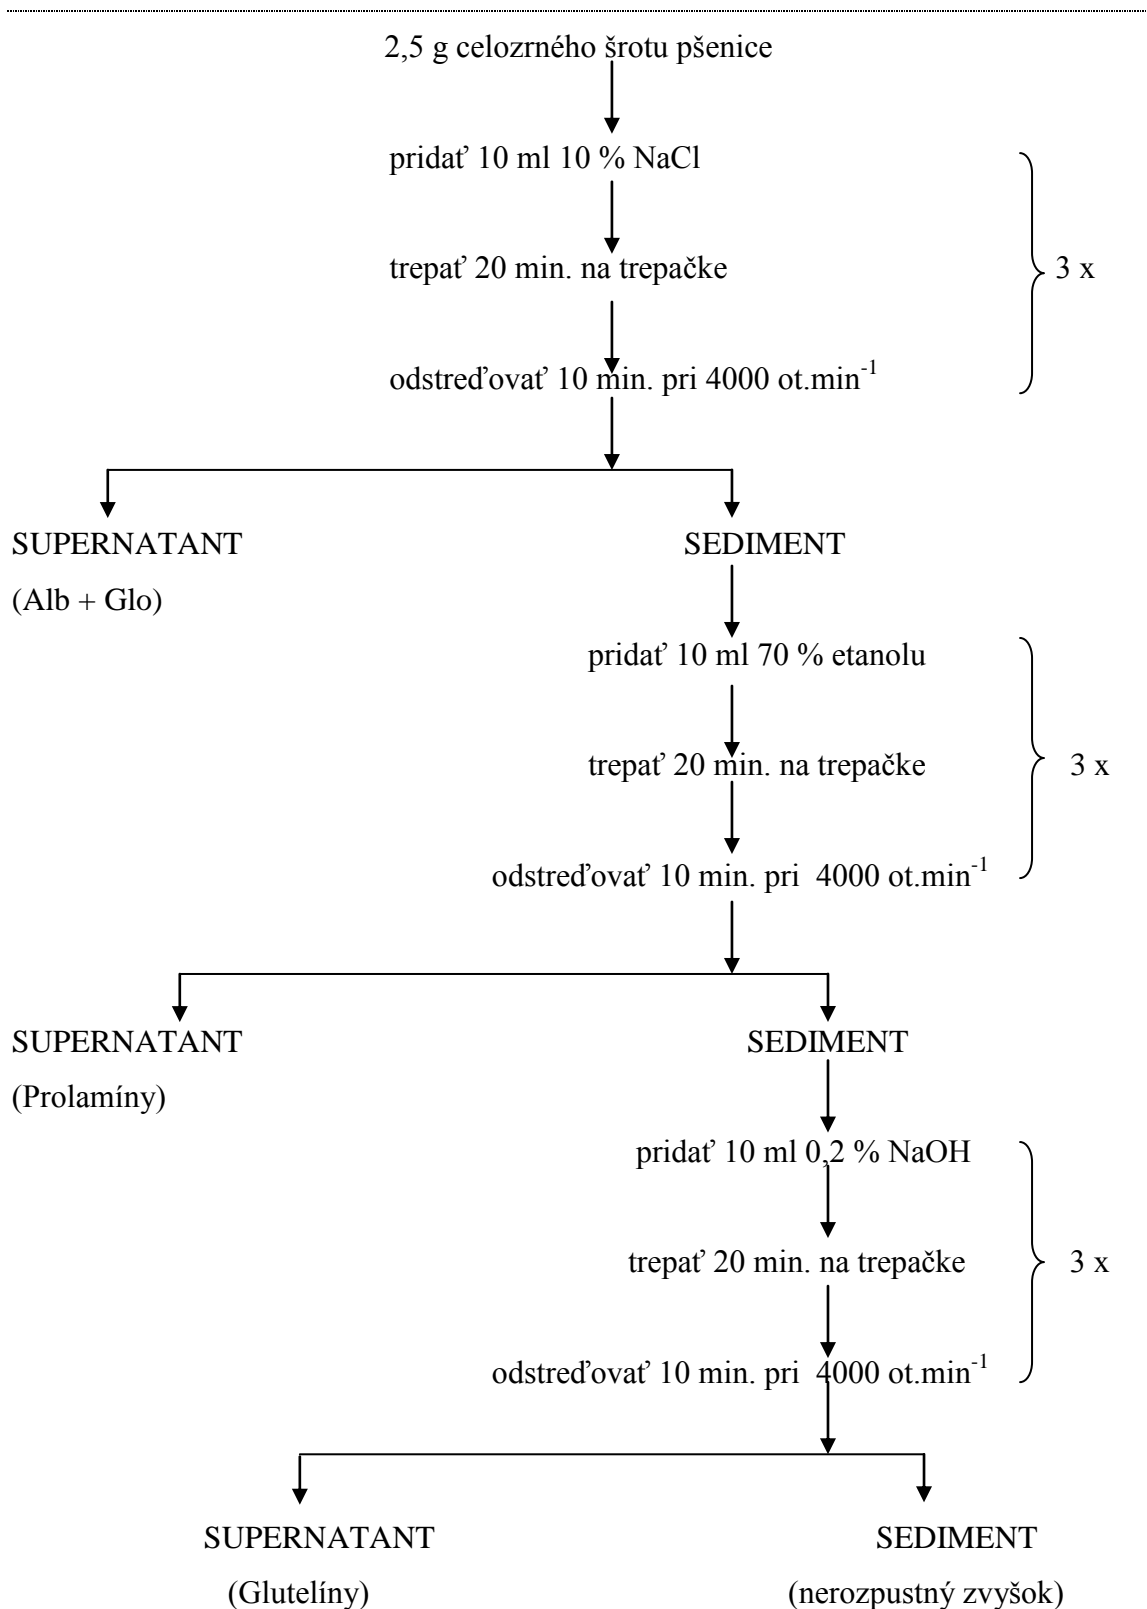 2,5 g celozrného šrotu pšenice
pridať 10 ml 10 % NaCl
trepať 20 min. na trepačke
3 x
odstreďovať 10 min. pri 4000 ot.min⁻¹
SUPERNATANT SEDIMENT
(Alb + Glo)
pridať 10 ml 70 % etanolu
trepať 20 min. na trepačke
3 x
odstreďovať 10 min. pri 4000 ot.min⁻¹
SUPERNATANT SEDIMENT
(Prolamíny)
pridať 10 ml 0,2 % NaOH
trepať 20 min. na trepačke
3 x
odstreďovať 10 min. pri 4000 ot.min⁻¹
SUPERNATANT SEDIMENT
(Glutelíny) (nerozpustný zvyšok)